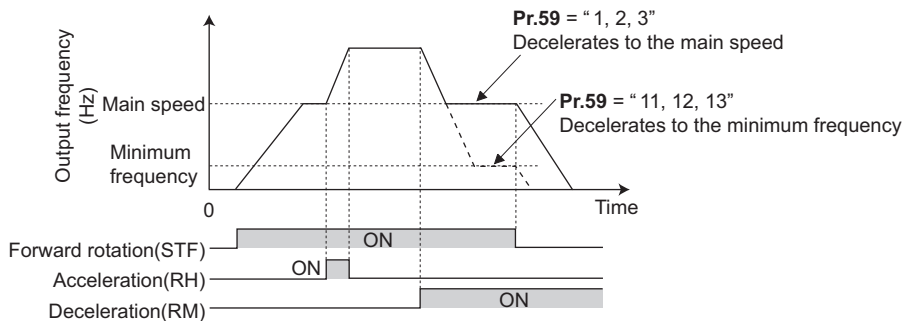 Pr.59 = “ 1, 2, 3”
Decelerates to the main speed
Output frequency
(Hz)
Main speed
Pr.59 = “ 11, 12, 13”
Decelerates to the minimum frequency
Minimum
frequency
0
Time
Forward rotation(STF)
ON
Acceleration(RH)
ON
Deceleration(RM)
ON